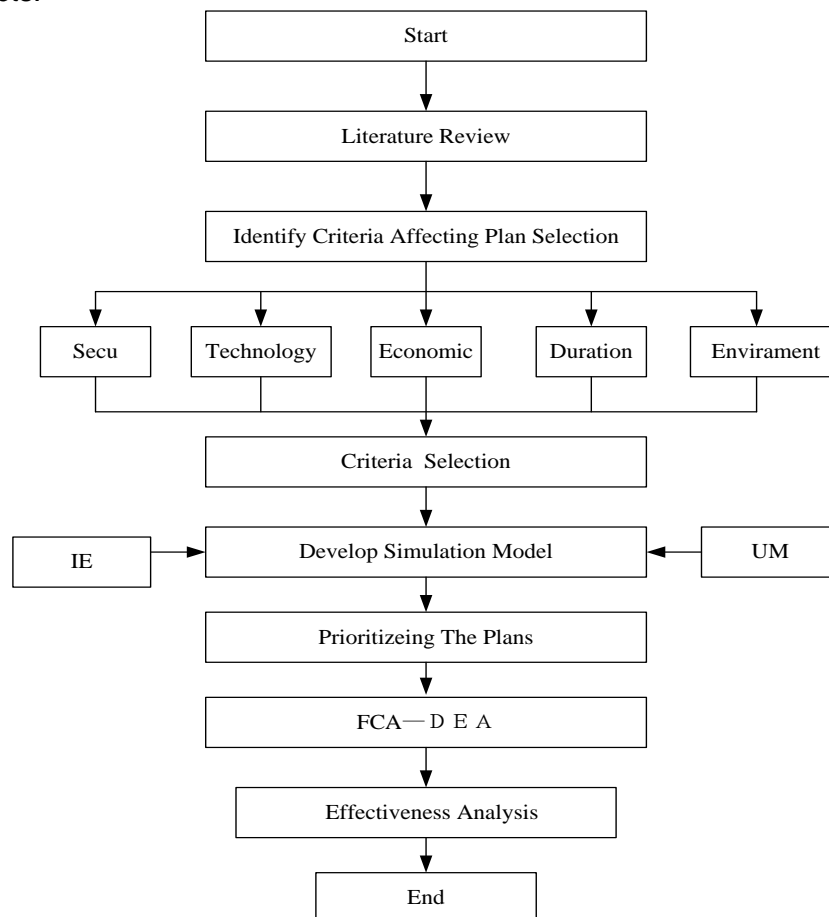 Start
Literature Review
Identify Criteria Affecting Plan Selection
Secu
Technology
Economic
Duration
Envirament
Criteria Selection
IE
Develop Simulation Model
UM
Prioritizeing The Plans
FCA—ＤＥＡ
Effectiveness Analysis
End